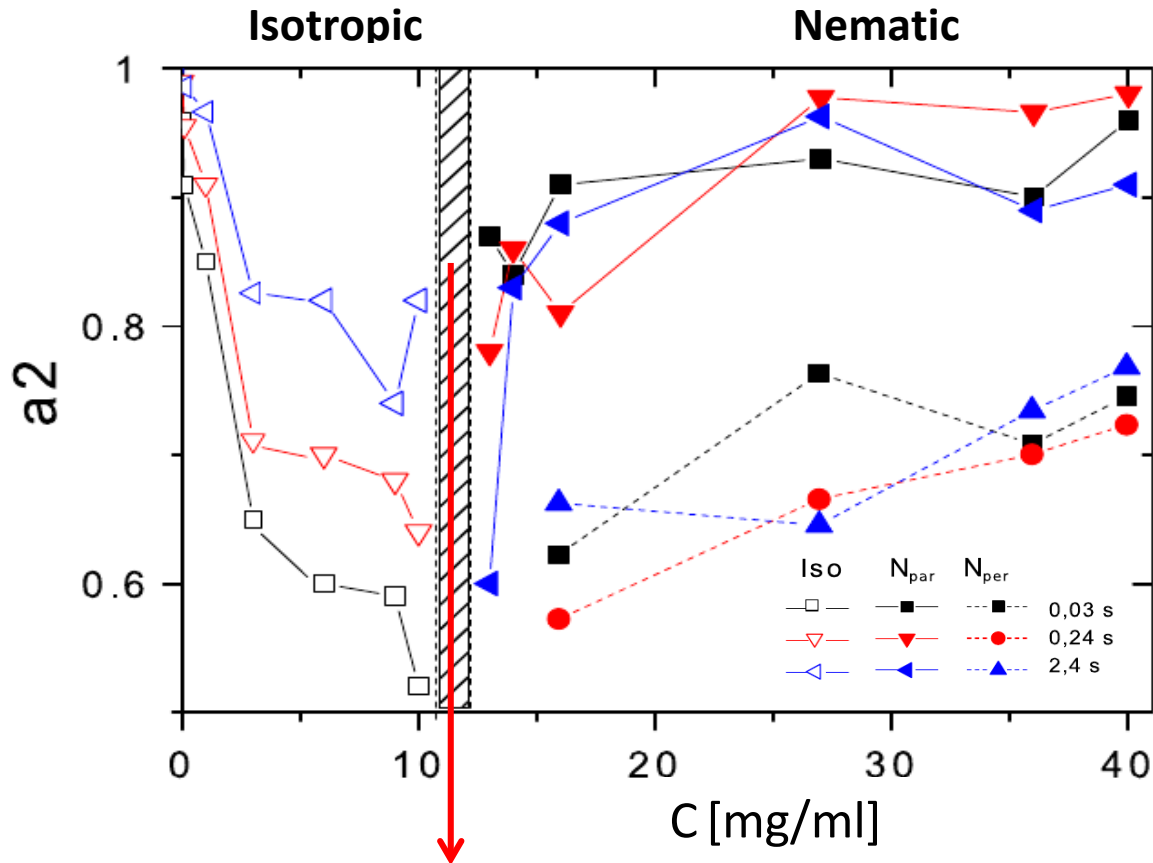 Isotropic Nematic
1
0.8
0.6
a2
Iso N_par N_per
0,03 s
0,24 s
2,4 s
0 10 20 30 40
C [mg/ml]